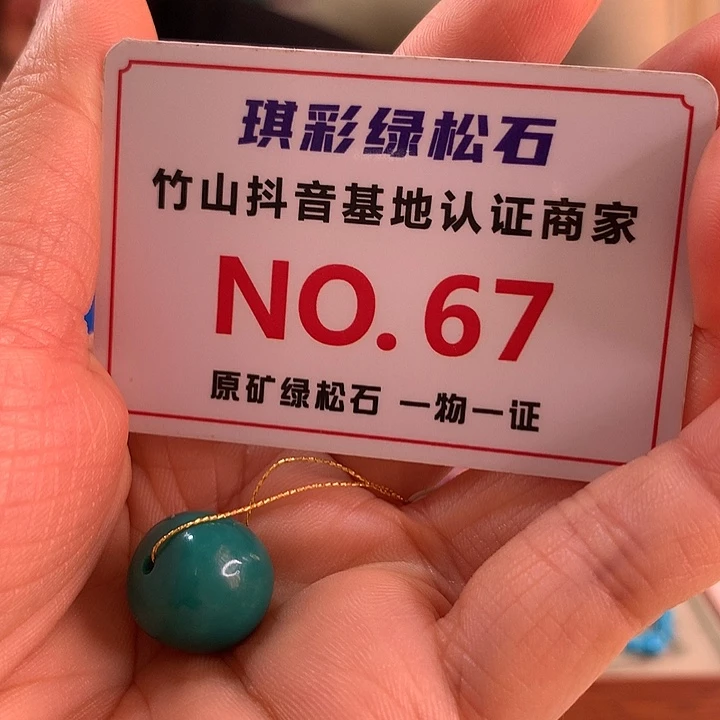 琪彩绿松石
竹山抖音基地认证商家
NO.67
原矿绿松石 一物一证